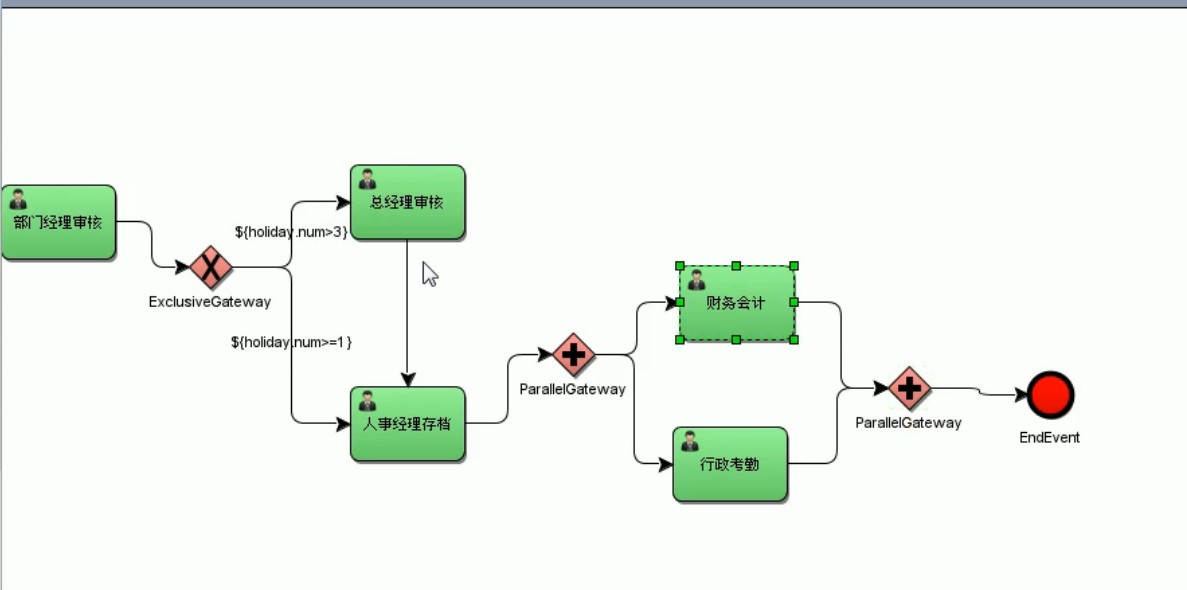 部门经理审核
ExclusiveGateway
${holiday.num>3}
总经理审核
${holiday.num>=1}
人事经理存档
ParallelGateway
财务会计
行政考勤
ParallelGateway
EndEvent